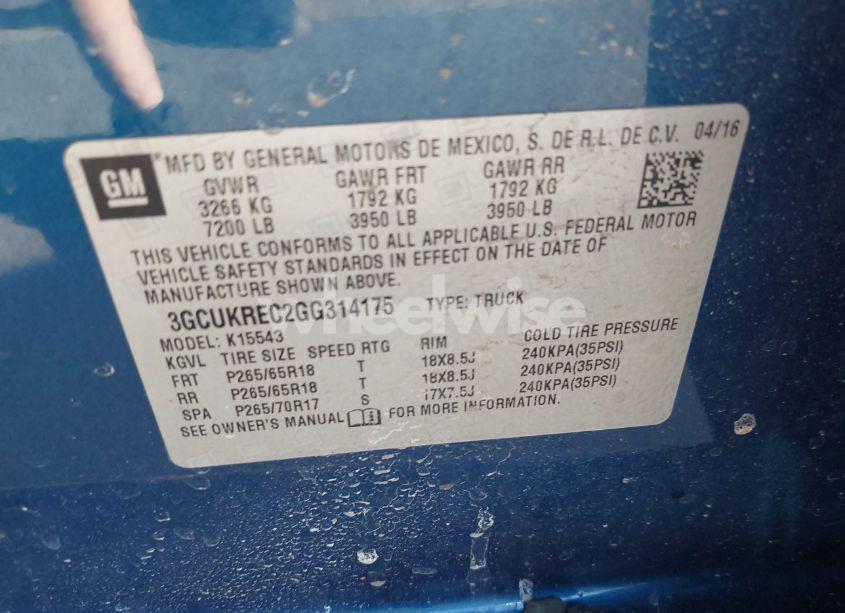 GM
*MFD BY GENERAL MOTORS DE MEXICO, S. DE R.L. DE C.V. 04/16
GVWR GAWR FRT GAWR RR
3266 KG 1792 KG 1792 KG
7200 LB 3950 LB 3950 LB
THIS VEHICLE CONFORMS TO ALL APPLICABLE U.S. FEDERAL MOTOR
VEHICLE SAFETY STANDARDS IN EFFECT ON THE DATE OF
MANUFACTURE SHOWN ABOVE.
3GCUKREC2GG314175 TYPE: TRUCK
wheelwise
MODEL: K15543
KGVL TIRE SIZE SPEED RTG RIM COLD TIRE PRESSURE
FRT P265/65R18 T 18X8.5J 240KPA(35PSI)
RR P265/65R18 T 18X8.5J 240KPA(35PSI)
SPA P265/70R17 S 17X7.5J 240KPA(35PSI)
SEE OWNER'S MANUAL FOR MORE INFORMATION.